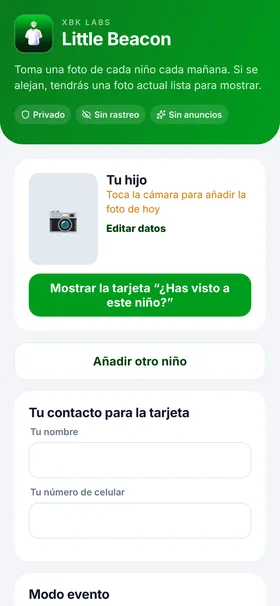 XBK LABS
Little Beacon
Toma una foto de cada niño cada mañana. Si se
alejan, tendrás una foto actual lista para mostrar.
Privado
Sin rastreo
Sin anuncios
Tu hijo
Toca la cámara para añadir la
foto de hoy
Editar datos
Mostrar la tarjeta “¿Has visto a
este niño?”
Añadir otro niño
Tu contacto para la tarjeta
Tu nombre
Tu número de celular
Modo evento